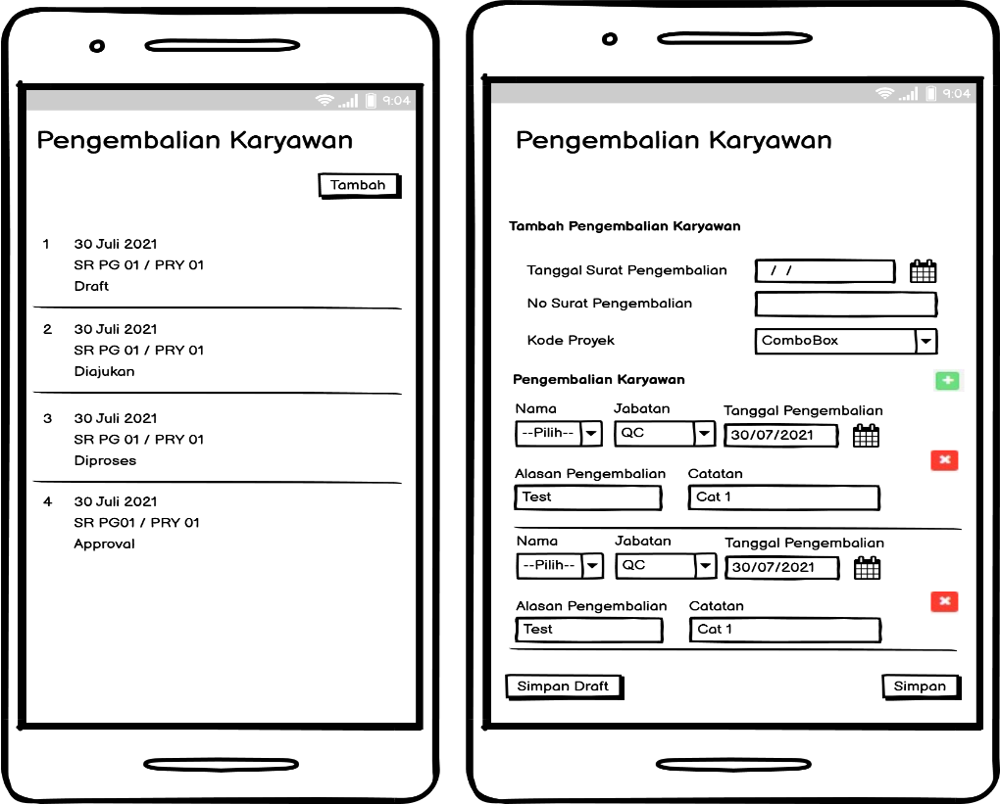 9:04
Pengembalian Karyawan
Tambah
1 30 Juli 2021
SR PG 01 / PRY 01
Draft
2 30 Juli 2021
SR PG 01 / PRY 01
Diajukan
3 30 Juli 2021
SR PG 01 / PRY 01
Diproses
4 30 Juli 2021
SR PG01 / PRY 01
Approval
9:04
Pengembalian Karyawan
Tambah Pengembalian Karyawan
Tanggal Surat Pengembalian / /
No Surat Pengembalian
Kode Proyek ComboBox
Pengembalian Karyawan
Nama Jabatan Tanggal Pengembalian
--Pilih-- QC 30/07/2021
Alasan Pengembalian Catatan
Test Cat 1
Nama Jabatan Tanggal Pengembalian
--Pilih-- QC 30/07/2021
Alasan Pengembalian Catatan
Test Cat 1
Simpan Draft Simpan